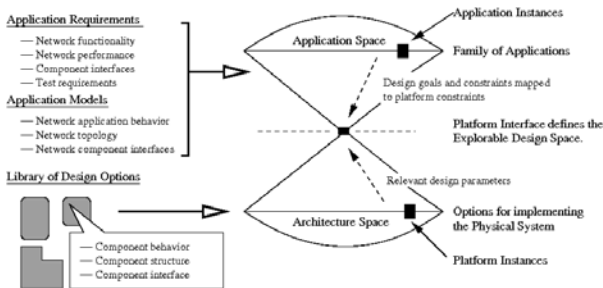 Application Requirements
— Network functionality
— Network performance
— Component interfaces
— Test requirements
Application Models
— Network application behavior
— Network topology
— Network component interfaces
Library of Design Options
— Component behavior
— Component structure
— Component interface
Application Instances
Application Space
Family of Applications
Design goals and constraints mapped
to platform constraints
Platform Interface defines the
Explorable Design Space.
Relevant design parameters
Architecture Space
Options for implementing
the Physical System
Platform Instances